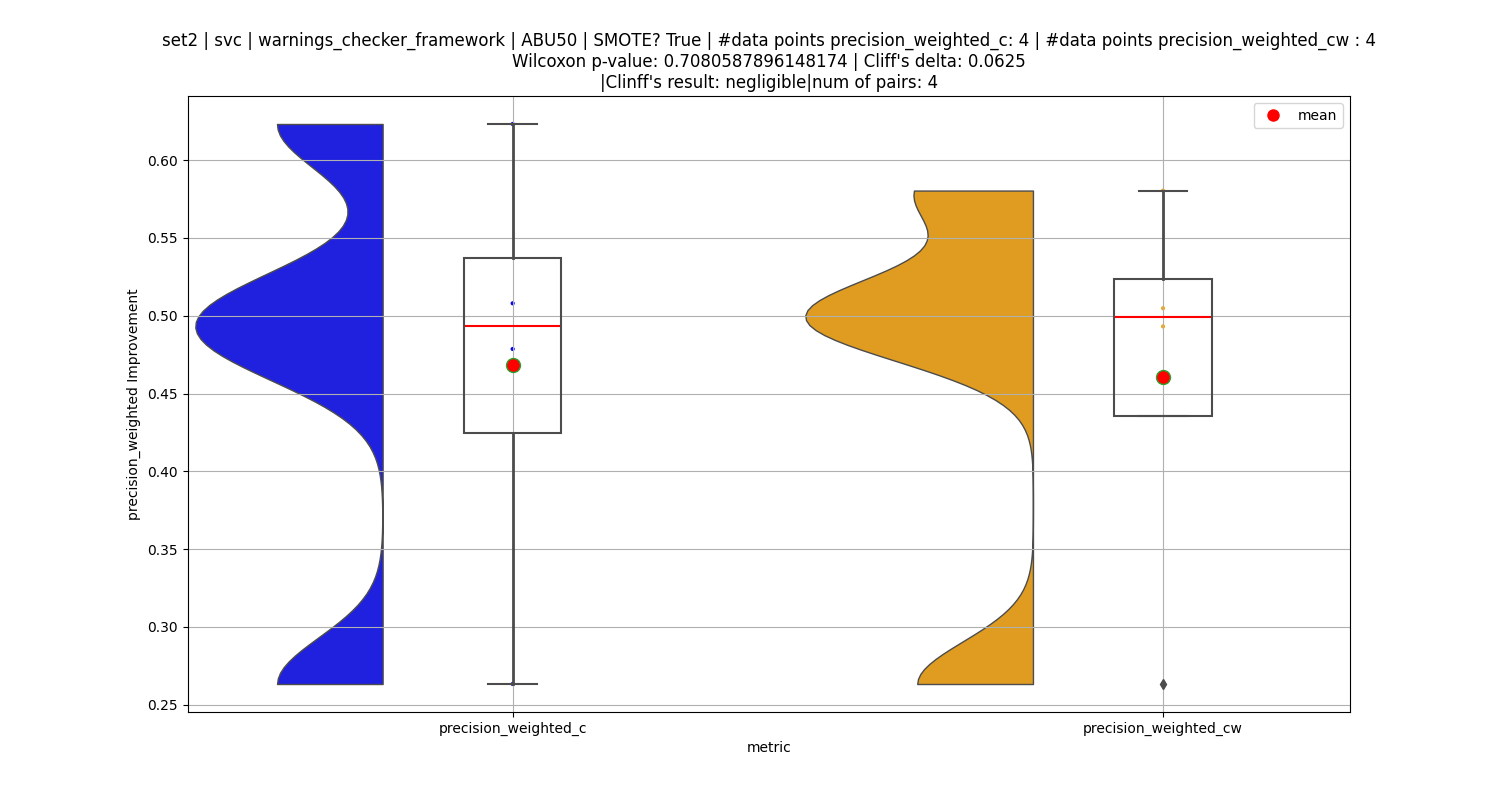 set2 | svc | warnings_checker_framework | ABU50 | SMOTE? True | #data points precision_weighted_c: 4 | #data points precision_weighted_cw : 4
Wilcoxon p-value: 0.7080587896148174 | Cliff's delta: 0.0625
|Clinff's result: negligible|num of pairs: 4
mean
0.60
0.55
0.50
0.45
0.40
0.35
0.30
0.25
precision_weighted Improvement
precision_weighted_c
precision_weighted_cw
metric